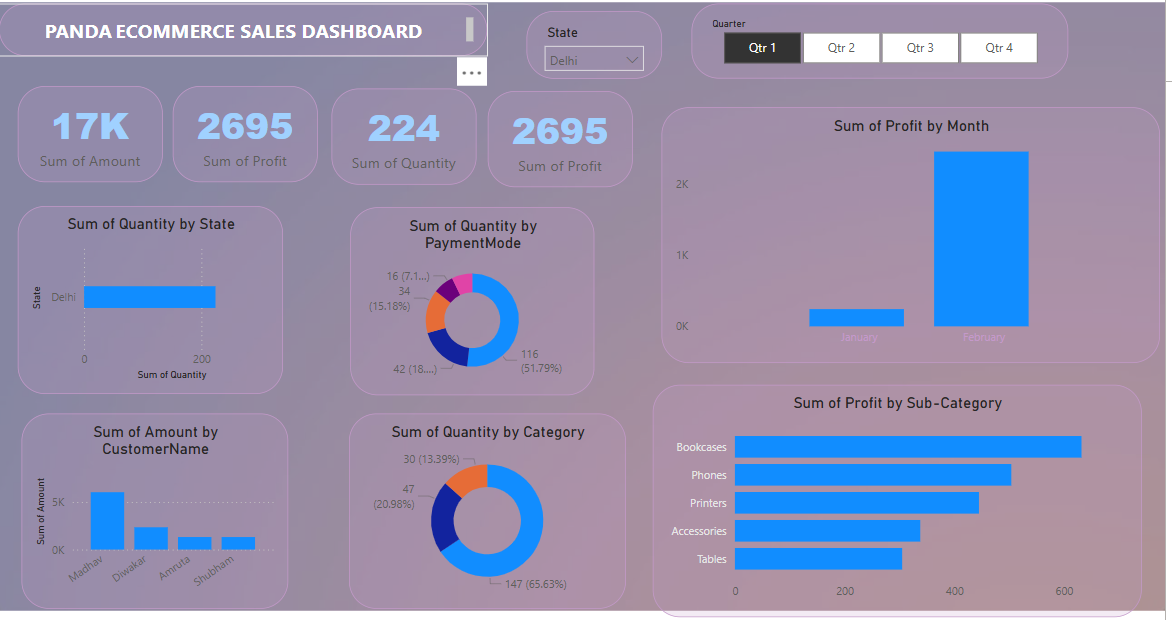 PANDA ECOMMERCE SALES DASHBOARD
State
Delhi
Quarter
Qtr 1
Qtr 2
Qtr 3
Qtr 4
17K
Sum of Amount
2695
Sum of Profit
224
Sum of Quantity
2695
Sum of Profit
Sum of Profit by Month
2K
1K
0K
January
February
Sum of Quantity by State
State
Delhi
0
200
Sum of Quantity
Sum of Quantity by
PaymentMode
16 (7.1...)
34
(15.18%)
42 (18....)
116
(51.79%)
Sum of Amount by
CustomerName
Sum of Amount
5K
0K
Madhav
Diwakar
Amruta
Shubham
Sum of Quantity by Category
30 (13.39%)
47
(20.98%)
147 (65.63%)
Sum of Profit by Sub-Category
Bookcases
Phones
Printers
Accessories
Tables
0
200
400
600